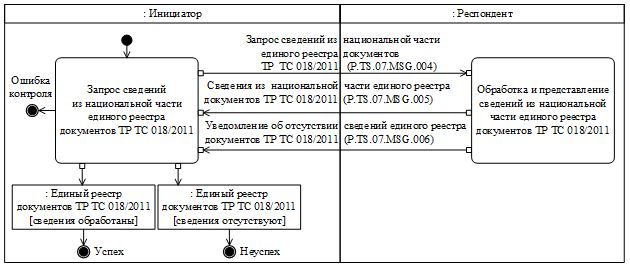 : Инициатор
: Респондент
Запрос сведений из национальной части
единого реестра документов
ТР ТС 018/2011 (P.TS.07.MSG.004)
Ошибка
контроля
Запрос сведений
из национальной части
единого реестра
документов ТР ТС 018/2011
Сведения из национальной части единого реестра
документов ТР ТС 018/2011 (P.TS.07.MSG.005)
Обработка и представление
сведений из национальной
части единого реестра
документов ТР ТС 018/2011
Уведомление об отсутствии сведений единого реестра
документов ТР ТС 018/2011 (P.TS.07.MSG.006)
: Единый реестр
документов ТР ТС 018/2011
[сведения обработаны]
: Единый реестр
документов ТР ТС 018/2011
[сведения отсутствуют]
Успех
Неуспех